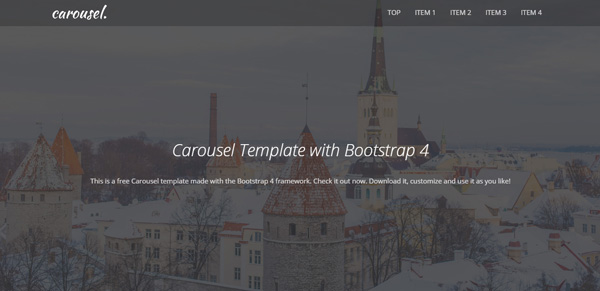 carousel.
TOP ITEM 1 ITEM 2 ITEM 3 ITEM 4
Carousel Template with Bootstrap 4
This is a free Carousel template made with the Bootstrap 4 framework. Check it out now. Download it, customize and use it as you like!